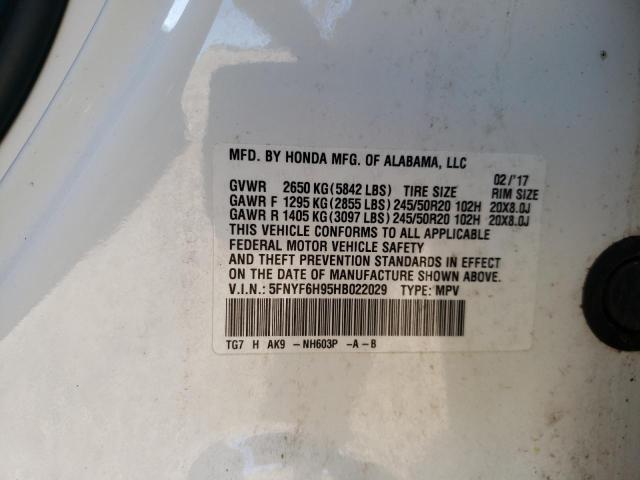 MFD. BY HONDA MFG. OF ALABAMA, LLC
02/'17
GVWR 2650 KG(5842 LBS) TIRE SIZE RIM SIZE
GAWR F 1295 KG(2855 LBS)245/50R20 102H 20X8.0J
GAWR R 1405 KG(3097 LBS)245/50R20 102H 20X8.0J
THIS VEHICLE CONFORMS TO ALL APPLICABLE
FEDERAL MOTOR VEHICLE SAFETY
AND THEFT PREVENTION STANDARDS IN EFFECT
ON THE DATE OF MANUFACTURE SHOWN ABOVE.
V.I.N.: 5FNYF6H95HB022029 TYPE: MPV
TG7 H AK9 -NH603P -A-B